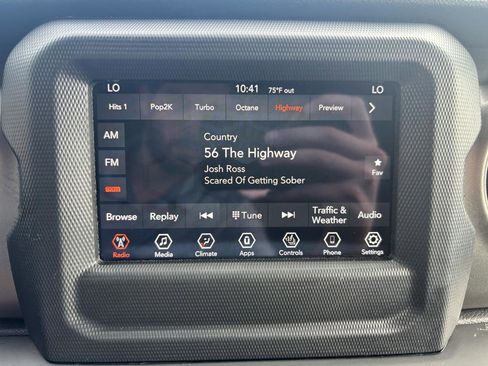 LO 10:41 75°F out LO
Hits 1 Pop2K Turbo Octane Highway Preview
AM
FM
sxm
Country
56 The Highway
Josh Ross
Scared Of Getting Sober
Fav
Browse Replay Tune Traffic & Weather Audio
Radio Media Climate Apps Controls Phone Settings